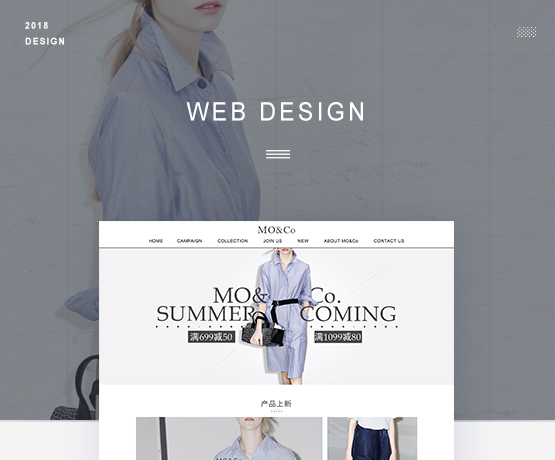 2018
DESIGN
WEB DESIGN
MO&Co
HOME CAMPAIGN COLLECTION JOIN US NEW ABOUT MO&Co CONTACT US
MO& Co.
SUMMER COMING
满699减50 满1099减80
产品上新
MO&Co